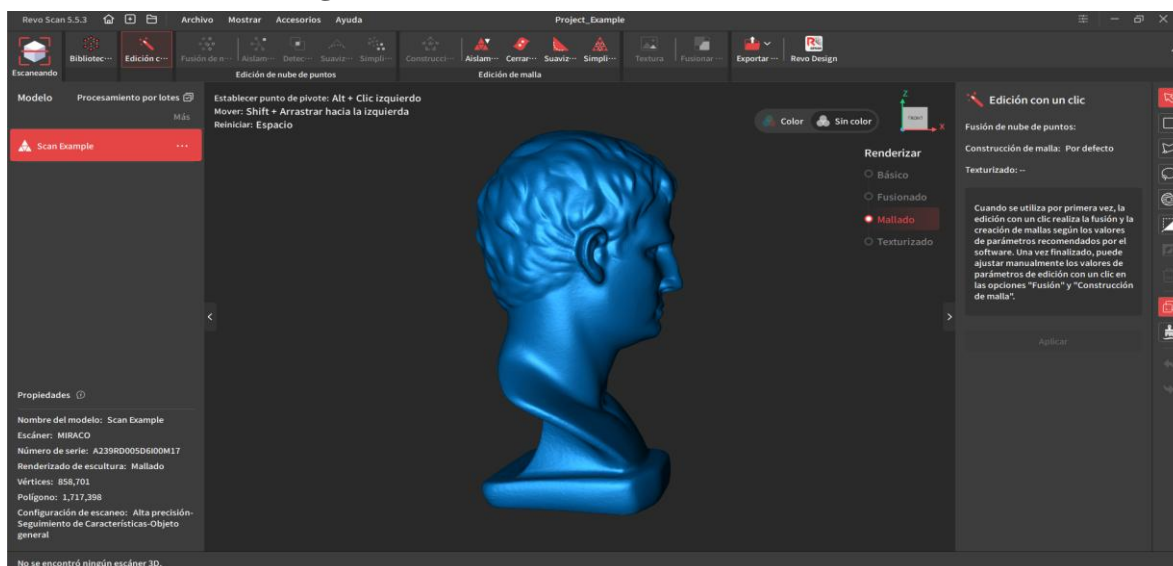 Revo Scan 5.5.3
Archivo Mostrar Accesorios Ayuda
Project_Example
Escaneando
Bibliotec···
Edición c···
Fusión de n···
Aislam···
Detec···
Suaviz···
Simpli···
Edición de nube de puntos
Construcci···
Aislam···
Cerrar···
Suaviz···
Simpli···
Edición de malla
Textura
Fusionar···
Exportar···
Revo Design
Modelo
Procesamiento por lotes
Más
Scan Example
Establecer punto de pivote: Alt + Clic izquierdo
Mover: Shift + Arrastrar hacia la izquierda
Reiniciar: Espacio
Color
Sin color
Z
FRONT
X
Renderizar
Básico
Fusionado
Mallado
Texturizado
Edición con un clic
Fusión de nube de puntos:
Construcción de malla: Por defecto
Texturizado: --
Cuando se utiliza por primera vez, la
edición con un clic realiza la fusión y la
creación de mallas según los valores
de parámetros recomendados por el
software. Una vez finalizado, puede
ajustar manualmente los valores de
parámetros de edición con un clic en
las opciones "Fusión" y "Construcción
de malla".
Aplicar
Propiedades
Nombre del modelo: Scan Example
Escáner: MIRACO
Número de serie: A239RD005D6I00M17
Renderizado de escultura: Mallado
Vértices: 858,701
Polígono: 1,717,398
Configuración de escaneo: Alta precisión-
Seguimiento de Características-Objeto
general
No se encontró ningún escáner 3D.